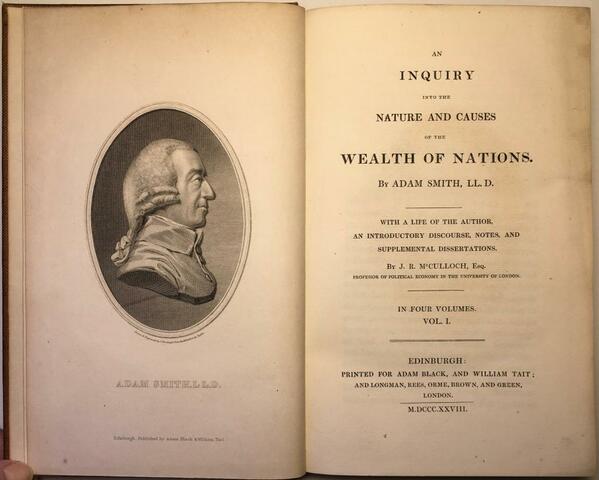 ADAM SMITH, LL.D.
Edinburgh, Published by Adam Black & William Tait
AN
INQUIRY
INTO THE
NATURE AND CAUSES
OF THE
WEALTH OF NATIONS.
BY ADAM SMITH, LL. D.
WITH A LIFE OF THE AUTHOR,
AN INTRODUCTORY DISCOURSE, NOTES, AND
SUPPLEMENTAL DISSERTATIONS.
BY J. R. M‘CULLOCH, ESQ.
PROFESSOR OF POLITICAL ECONOMY IN THE UNIVERSITY OF LONDON.
IN FOUR VOLUMES.
VOL. I.
EDINBURGH:
PRINTED FOR ADAM BLACK, AND WILLIAM TAIT;
AND LONGMAN, REES, ORME, BROWN, AND GREEN,
LONDON.
M.DCCC.XXVIII.